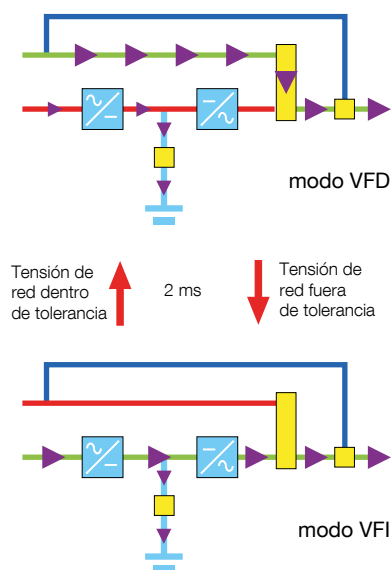 modo VFD
Tensión de
red dentro
de tolerancia
2 ms
Tensión de
red fuera
de tolerancia
modo VFI